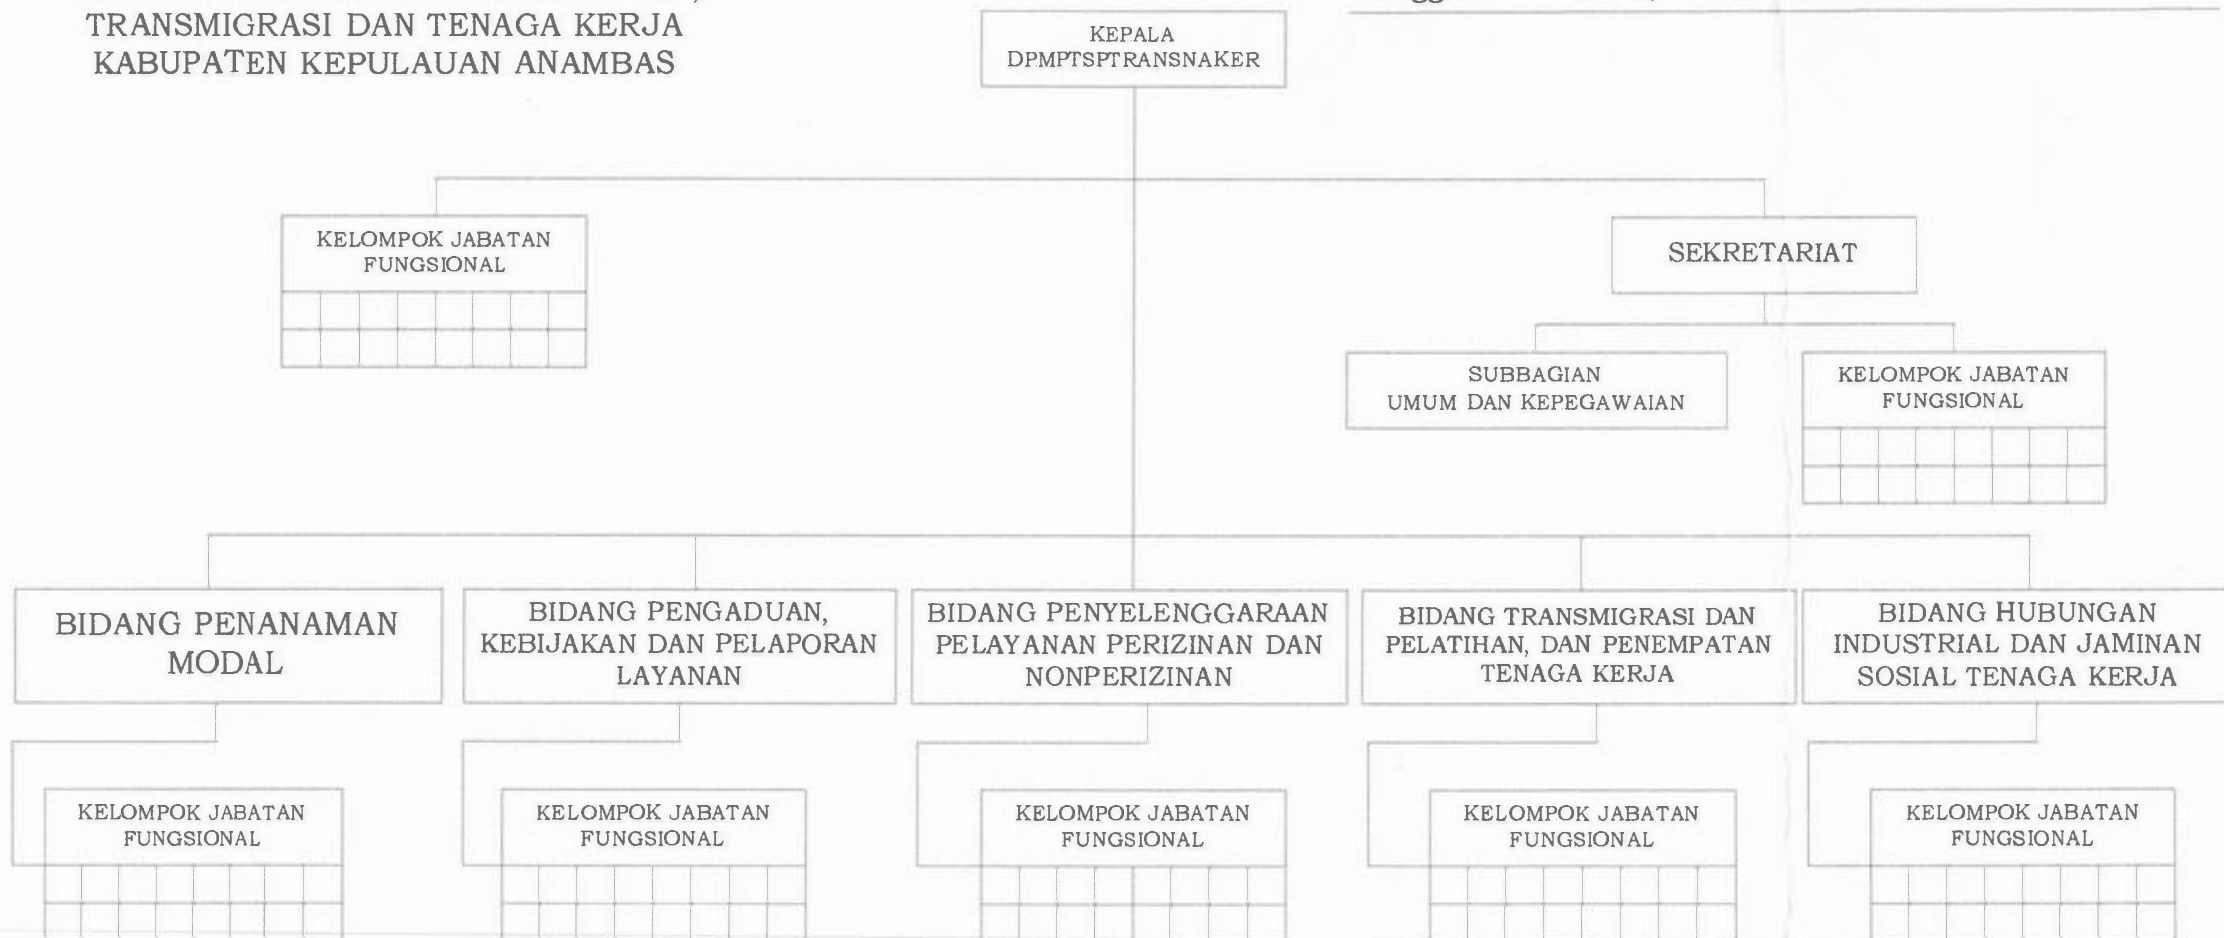 TRANSMIGRASI DAN TENAGA KERJA
KABUPATEN KEPULAUAN ANAMBAS
KEPALA
DPMPTSPTRANSNAKER
KELOMPOK JABATAN
FUNGSIONAL
SEKRETARIAT
SUBBAGIAN
UMUM DAN KEPEGAWAIAN
KELOMPOK JABATAN
FUNGSIONAL
BIDANG PENANAMAN
MODAL
BIDANG PENGADUAN,
KEBIJAKAN DAN PELAPORAN
LAYANAN
BIDANG PENYELENGGARAAN
PELAYANAN PERIZINAN DAN
NONPERIZINAN
BIDANG TRANSMIGRASI DAN
PELATIHAN, DAN PENEMPATAN
TENAGA KERJA
BIDANG HUBUNGAN
INDUSTRIAL DAN JAMINAN
SOSIAL TENAGA KERJA
KELOMPOK JABATAN
FUNGSIONAL
KELOMPOK JABATAN
FUNGSIONAL
KELOMPOK JABATAN
FUNGSIONAL
KELOMPOK JABATAN
FUNGSIONAL
KELOMPOK JABATAN
FUNGSIONAL